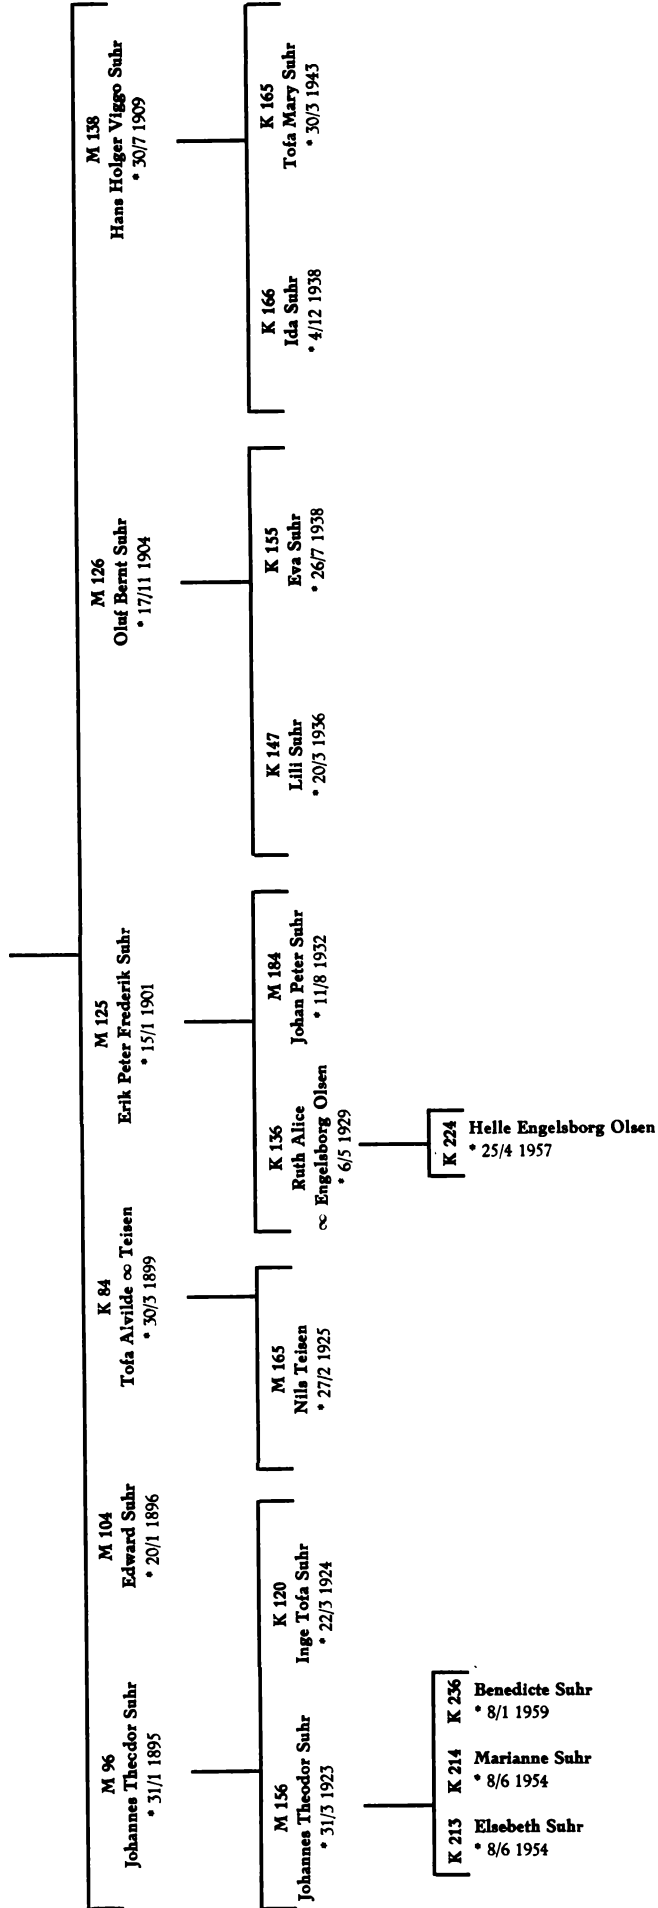 M 96
Johannes Thecdor Suhr
* 31/1 1895
M 104
Edward Suhr
* 20/1 1896
K 84
Tofa Alvilde ∞ Teisen
* 30/3 1899
M 125
Erik Peter Frederik Suhr
* 15/1 1901
M 126
Oluf Bernt Suhr
* 17/11 1904
M 138
Hans Holger Viggo Suhr
* 30/7 1909
M 156
Johannes Theodor Suhr
* 31/3 1923
K 120
Inge Tofa Suhr
* 22/3 1924
M 165
Nils Teisen
* 27/2 1925
K 136
Ruth Alice
∞ Engelsborg Olsen
* 6/5 1929
M 184
Johan Peter Suhr
* 11/8 1932
K 147
Lili Suhr
* 20/3 1936
K 155
Eva Suhr
* 26/7 1938
K 166
Ida Suhr
* 4/12 1938
K 165
Tofa Mary Suhr
* 30/3 1943
K 213
Elsebeth Suhr
* 8/6 1954
K 214
Marianne Suhr
* 8/6 1954
K 236
Benedicte Suhr
* 8/1 1959
K 224
Helle Engelsborg Olsen
* 25/4 1957